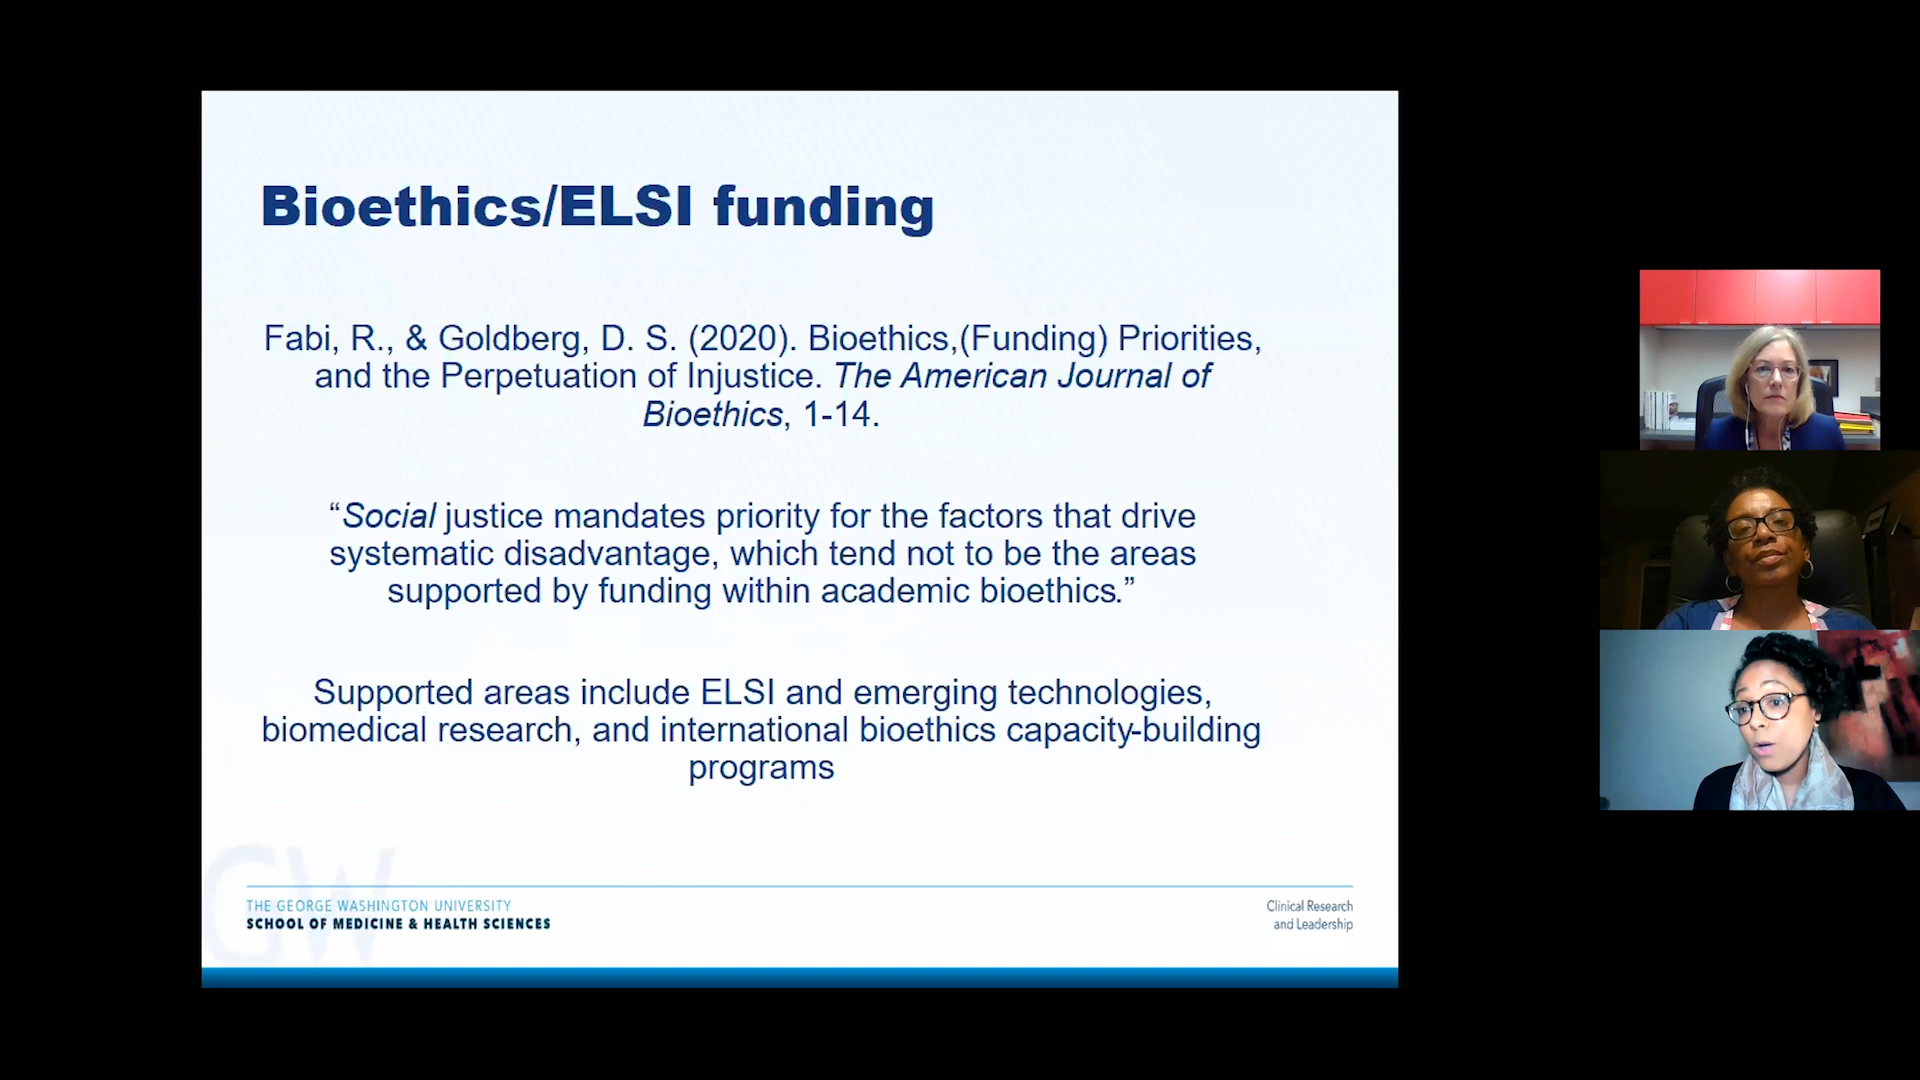 Bioethics/ELSI funding
Fabi, R., & Goldberg, D. S. (2020). Bioethics,(Funding) Priorities,
and the Perpetuation of Injustice. The American Journal of
Bioethics, 1-14.
“Social justice mandates priority for the factors that drive
systematic disadvantage, which tend not to be the areas
supported by funding within academic bioethics.”
Supported areas include ELSI and emerging technologies,
biomedical research, and international bioethics capacity-building
programs
GW
THE GEORGE WASHINGTON UNIVERSITY
SCHOOL OF MEDICINE & HEALTH SCIENCES
Clinical Research
and Leadership